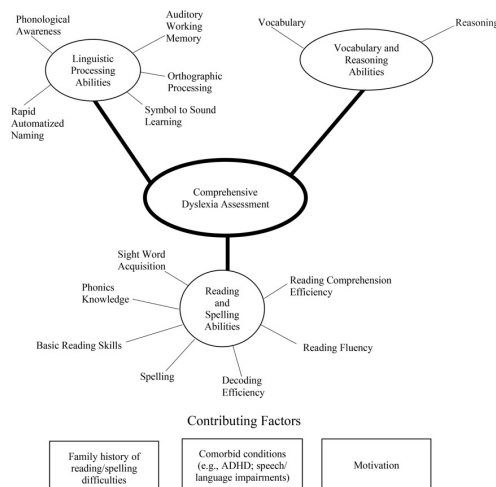 Phonological
Awareness
Auditory
Working
Memory
Linguistic
Processing
Abilities
Orthographic
Processing
Symbol to Sound
Learning
Rapid
Automatized
Naming
Vocabulary
Reasoning
Vocabulary and
Reasoning
Abilities
Comprehensive
Dyslexia Assessment
Sight Word
Acquisition
Phonics
Knowledge
Basic Reading Skills
Spelling
Reading
and
Spelling
Abilities
Decoding
Efficiency
Reading Comprehension
Efficiency
Reading Fluency
Contributing Factors
Family history of
reading/spelling
difficulties
Comorbid conditions
(e.g., ADHD; speech/
language impairments)
Motivation